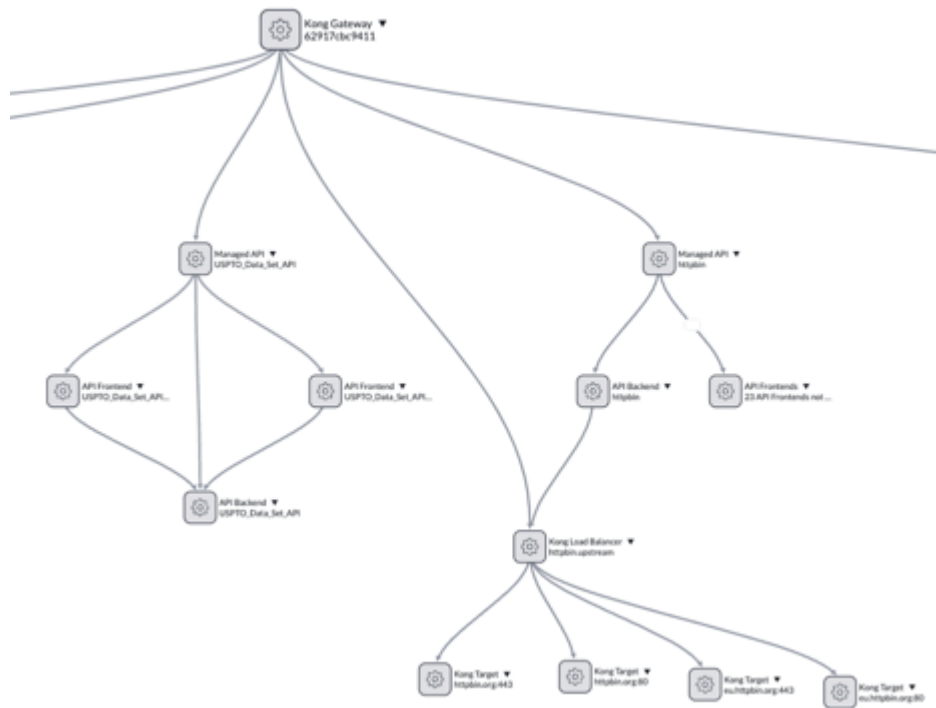 Kong Gateway ▼
62917cbc9411
Managed API ▼
USPTO_Data_Set_API
Managed API ▼
httpbin
API Frontend ▼
USPTO_Data_Set_API...
API Frontend ▼
USPTO_Data_Set_API...
API Backend ▼
httpbin
API Frontends ▼
23 API Frontends not ...
API Backend ▼
USPTO_Data_Set_API
Kong Load Balancer ▼
httpbin.upstream
Kong Target ▼
httpbin.org:443
Kong Target ▼
httpbin.org:80
Kong Target ▼
eu.httpbin.org:443
Kong Target ▼
eu.httpbin.org:80